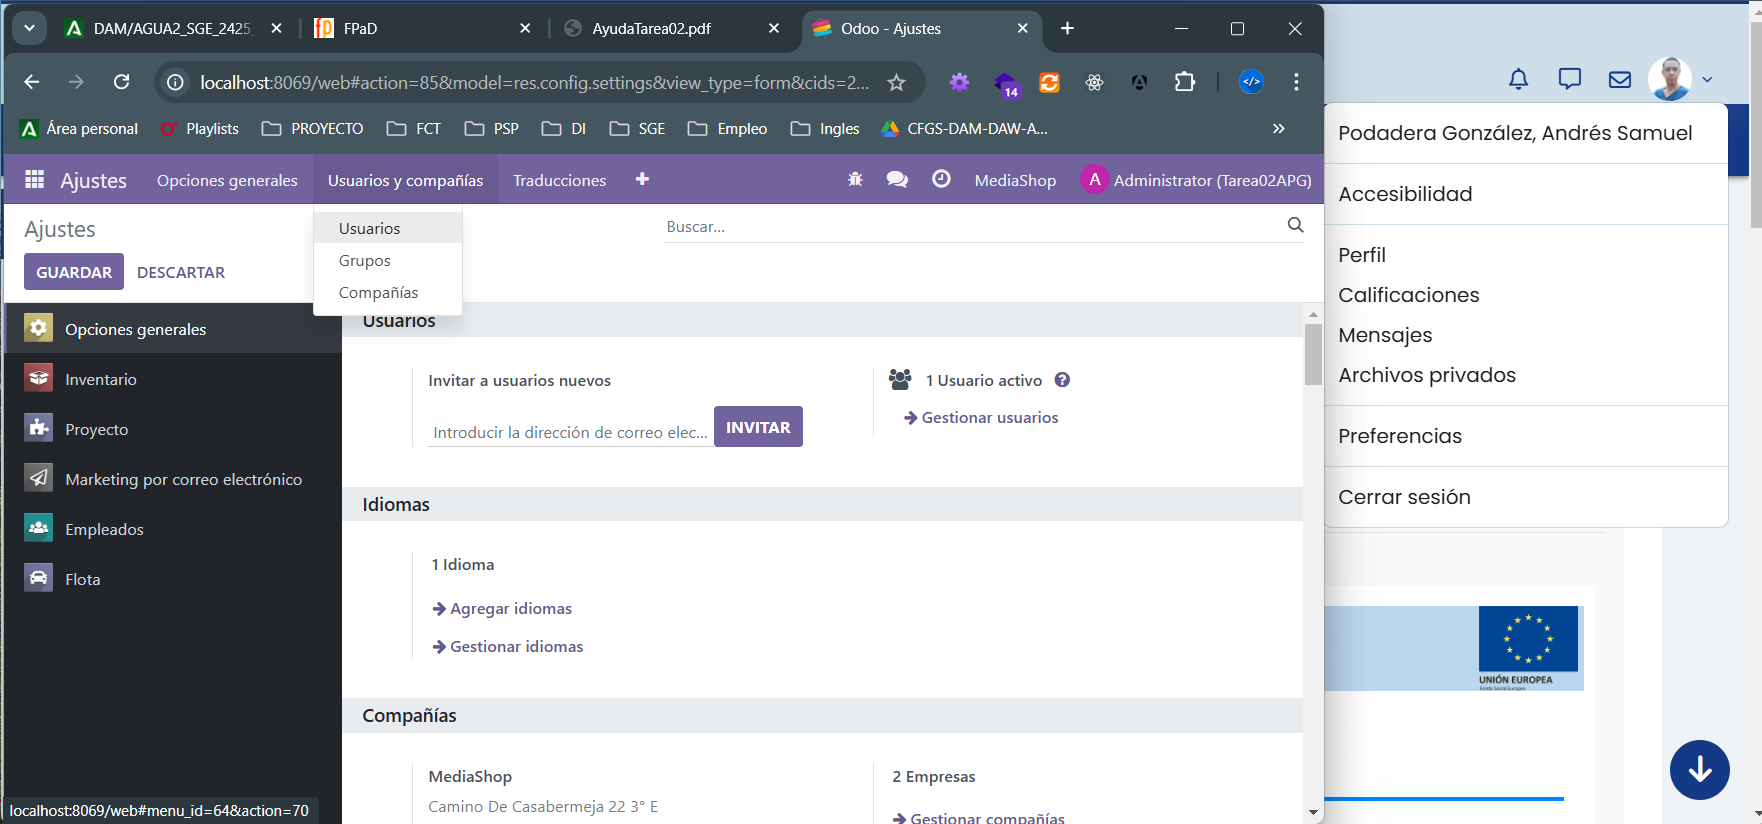 DAM/AGUA2_SGE_2425_
FPaD
AyudaTarea02.pdf
Odoo - Ajustes
localhost:8069/web#action=85&model=res.config.settings&view_type=form&cids=2...
14
Área personal
Playlists
PROYECTO
FCT
PSP
DI
SGE
Empleo
Ingles
CFGS-DAM-DAW-A...
»
Ajustes
Opciones generales
Usuarios y compañías
Traducciones
MediaShop
A
Administrator (Tarea02APG)
Usuarios
Grupos
Compañías
Ajustes
GUARDAR
DESCARTAR
Buscar...
Opciones generales
Inventario
Proyecto
Marketing por correo electrónico
Empleados
Flota
Usuarios
Invitar a usuarios nuevos
Introducir la dirección de correo elec...
INVITAR
1 Usuario activo
Gestionar usuarios
Idiomas
1 Idioma
Agregar idiomas
Gestionar idiomas
Compañías
MediaShop
Camino De Casabermeja 22 3° E
2 Empresas
Gestionar compañías
localhost:8069/web#menu_id=64&action=70
Podadera González, Andrés Samuel
Accesibilidad
Perfil
Calificaciones
Mensajes
Archivos privados
Preferencias
Cerrar sesión
UNIÓN EUROPEA
Fondo Social Europeo